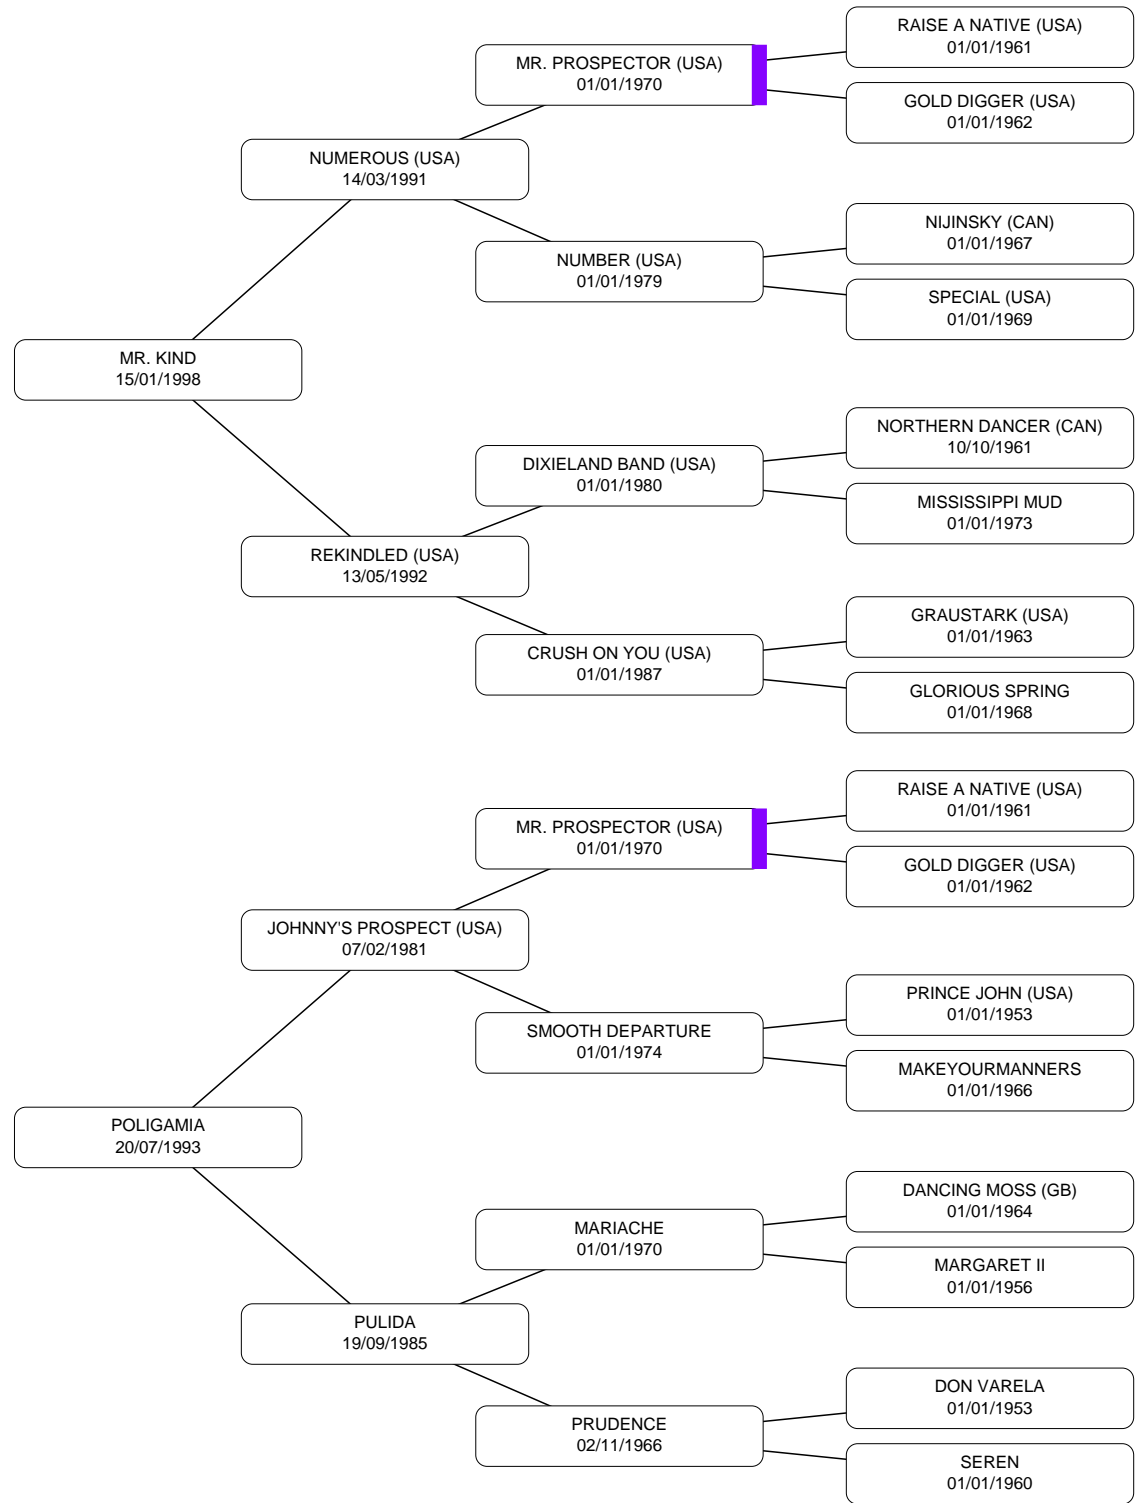 RAISE A NATIVE (USA)
01/01/1961
MR. PROSPECTOR (USA)
01/01/1970
GOLD DIGGER (USA)
01/01/1962
NUMEROUS (USA)
14/03/1991
NIJINSKY (CAN)
01/01/1967
NUMBER (USA)
01/01/1979
SPECIAL (USA)
01/01/1969
MR. KIND
15/01/1998
NORTHERN DANCER (CAN)
10/10/1961
DIXIELAND BAND (USA)
01/01/1980
MISSISSIPPI MUD
01/01/1973
REKINDLED (USA)
13/05/1992
GRAUSTARK (USA)
01/01/1963
CRUSH ON YOU (USA)
01/01/1987
GLORIOUS SPRING
01/01/1968
RAISE A NATIVE (USA)
01/01/1961
MR. PROSPECTOR (USA)
01/01/1970
GOLD DIGGER (USA)
01/01/1962
JOHNNY'S PROSPECT (USA)
07/02/1981
PRINCE JOHN (USA)
01/01/1953
SMOOTH DEPARTURE
01/01/1974
MAKEYOURMANNERS
01/01/1966
POLIGAMIA
20/07/1993
DANCING MOSS (GB)
01/01/1964
MARIACHE
01/01/1970
MARGARET II
01/01/1956
PULIDA
19/09/1985
DON VARELA
01/01/1953
PRUDENCE
02/11/1966
SEREN
01/01/1960